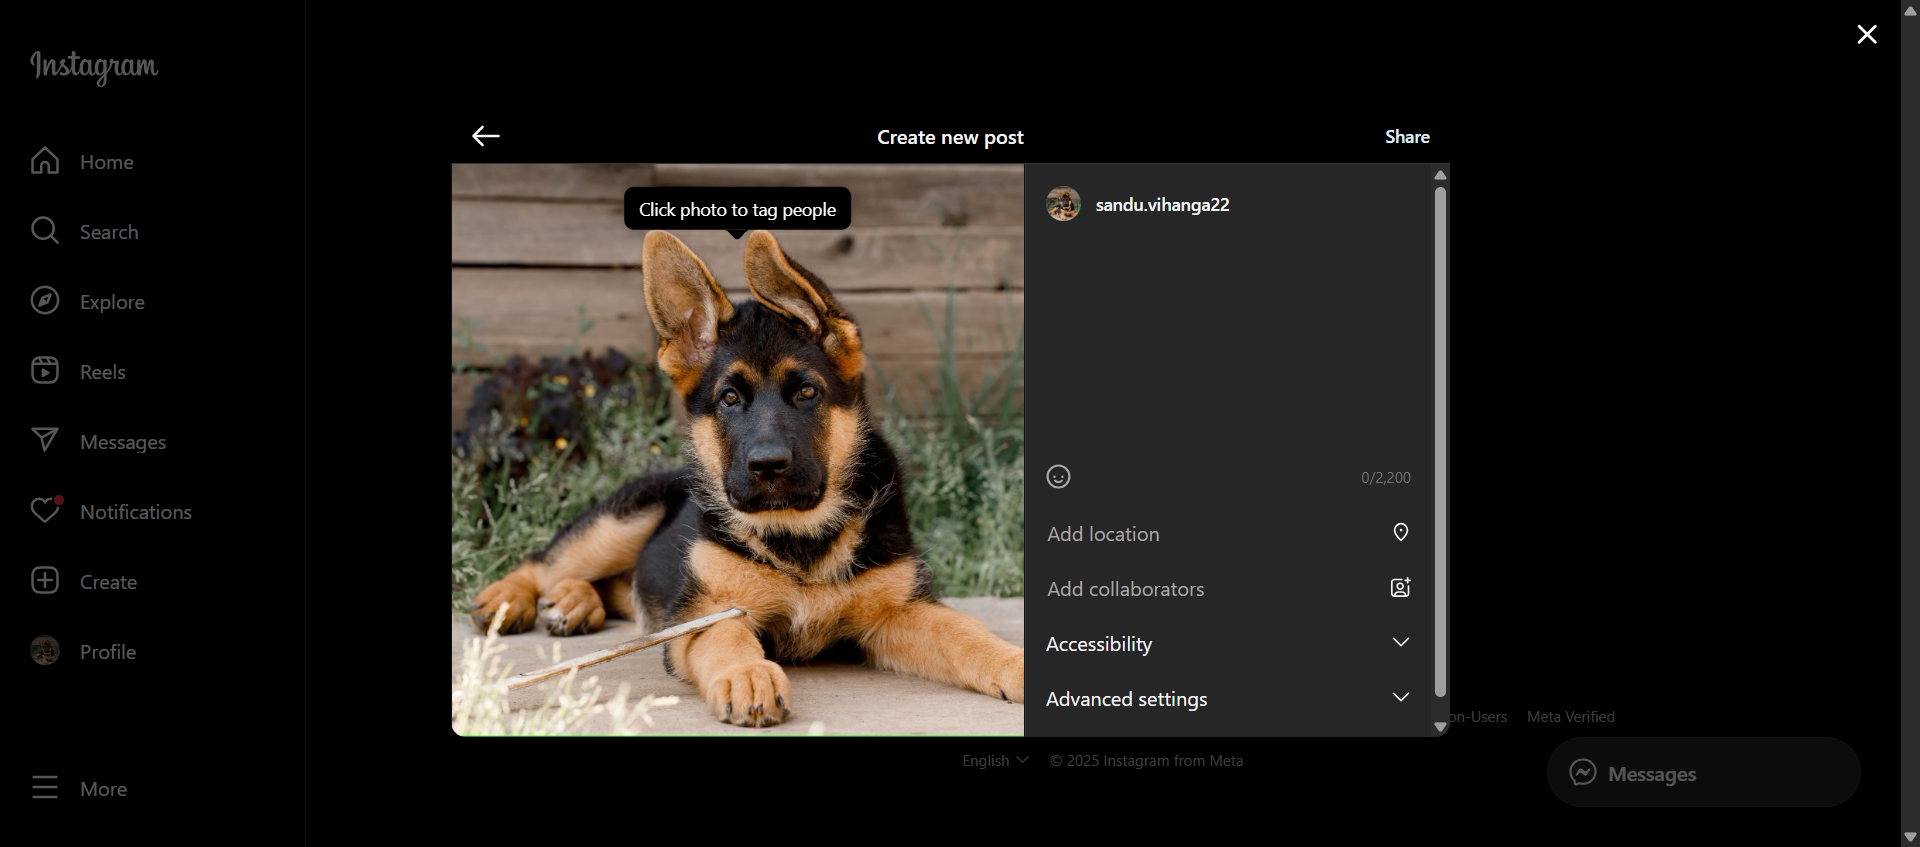 Instagram
Home
Search
Explore
Reels
Messages
Notifications
Create
Profile
More
Create new post
Share
Click photo to tag people
sandu.vihanga22
0/2,200
Add location
Add collaborators
Accessibility
Advanced settings
on-Users Meta Verified
English © 2025 Instagram from Meta
Messages